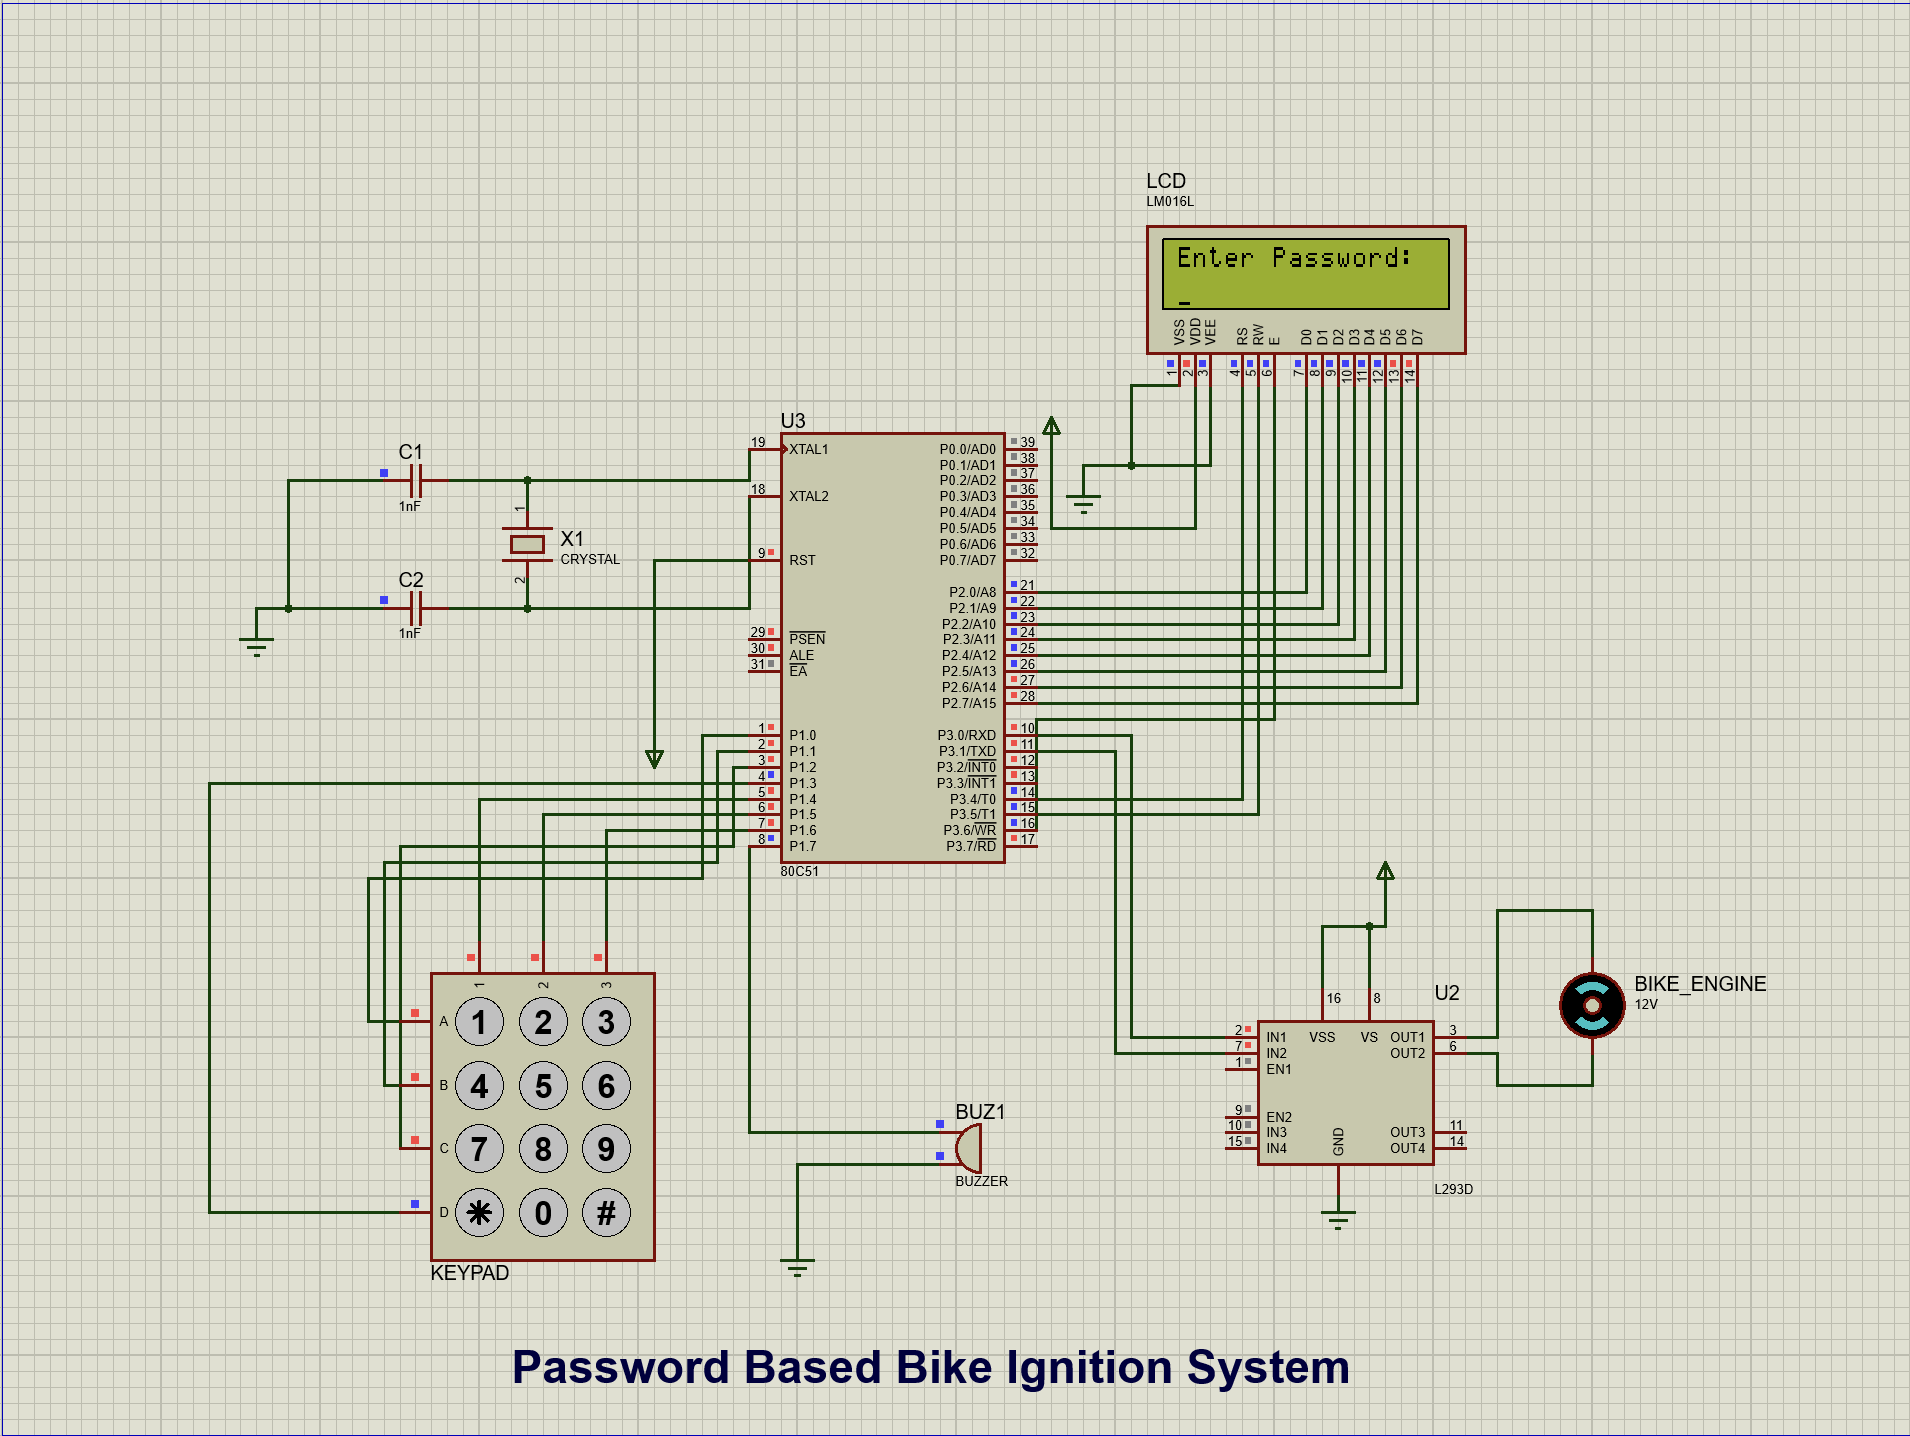 LCD
LM016L
Enter Password:
_
VSS VDD VEE RS RW E D0 D1 D2 D3 D4 D5 D6 D7
1 2 3 4 5 6 7 8 9 10 11 12 13 14
U3
19 XTAL1
18 XTAL2
9 RST
29 PSEN
30 ALE
31 EA
1 P1.0
2 P1.1
3 P1.2
4 P1.3
5 P1.4
6 P1.5
7 P1.6
8 P1.7
P0.0/AD0 39
P0.1/AD1 38
P0.2/AD2 37
P0.3/AD3 36
P0.4/AD4 35
P0.5/AD5 34
P0.6/AD6 33
P0.7/AD7 32
P2.0/A8 21
P2.1/A9 22
P2.2/A10 23
P2.3/A11 24
P2.4/A12 25
P2.5/A13 26
P2.6/A14 27
P2.7/A15 28
P3.0/RXD 10
P3.1/TXD 11
P3.2/INT0 12
P3.3/INT1 13
P3.4/T0 14
P3.5/T1 15
P3.6/WR 16
P3.7/RD 17
80C51
C1
1nF
1
X1
CRYSTAL
2
C2
1nF
1 2 3
A 1 2 3
B 4 5 6
C 7 8 9
D * 0 #
KEYPAD
BUZ1
BUZZER
U2
16 8
2 IN1 VSS VS OUT1 3
7 IN2 OUT2 6
1 EN1
9 EN2
10 IN3 OUT3 11
15 IN4 GND OUT4 14
L293D
BIKE_ENGINE
12V
Password Based Bike Ignition System